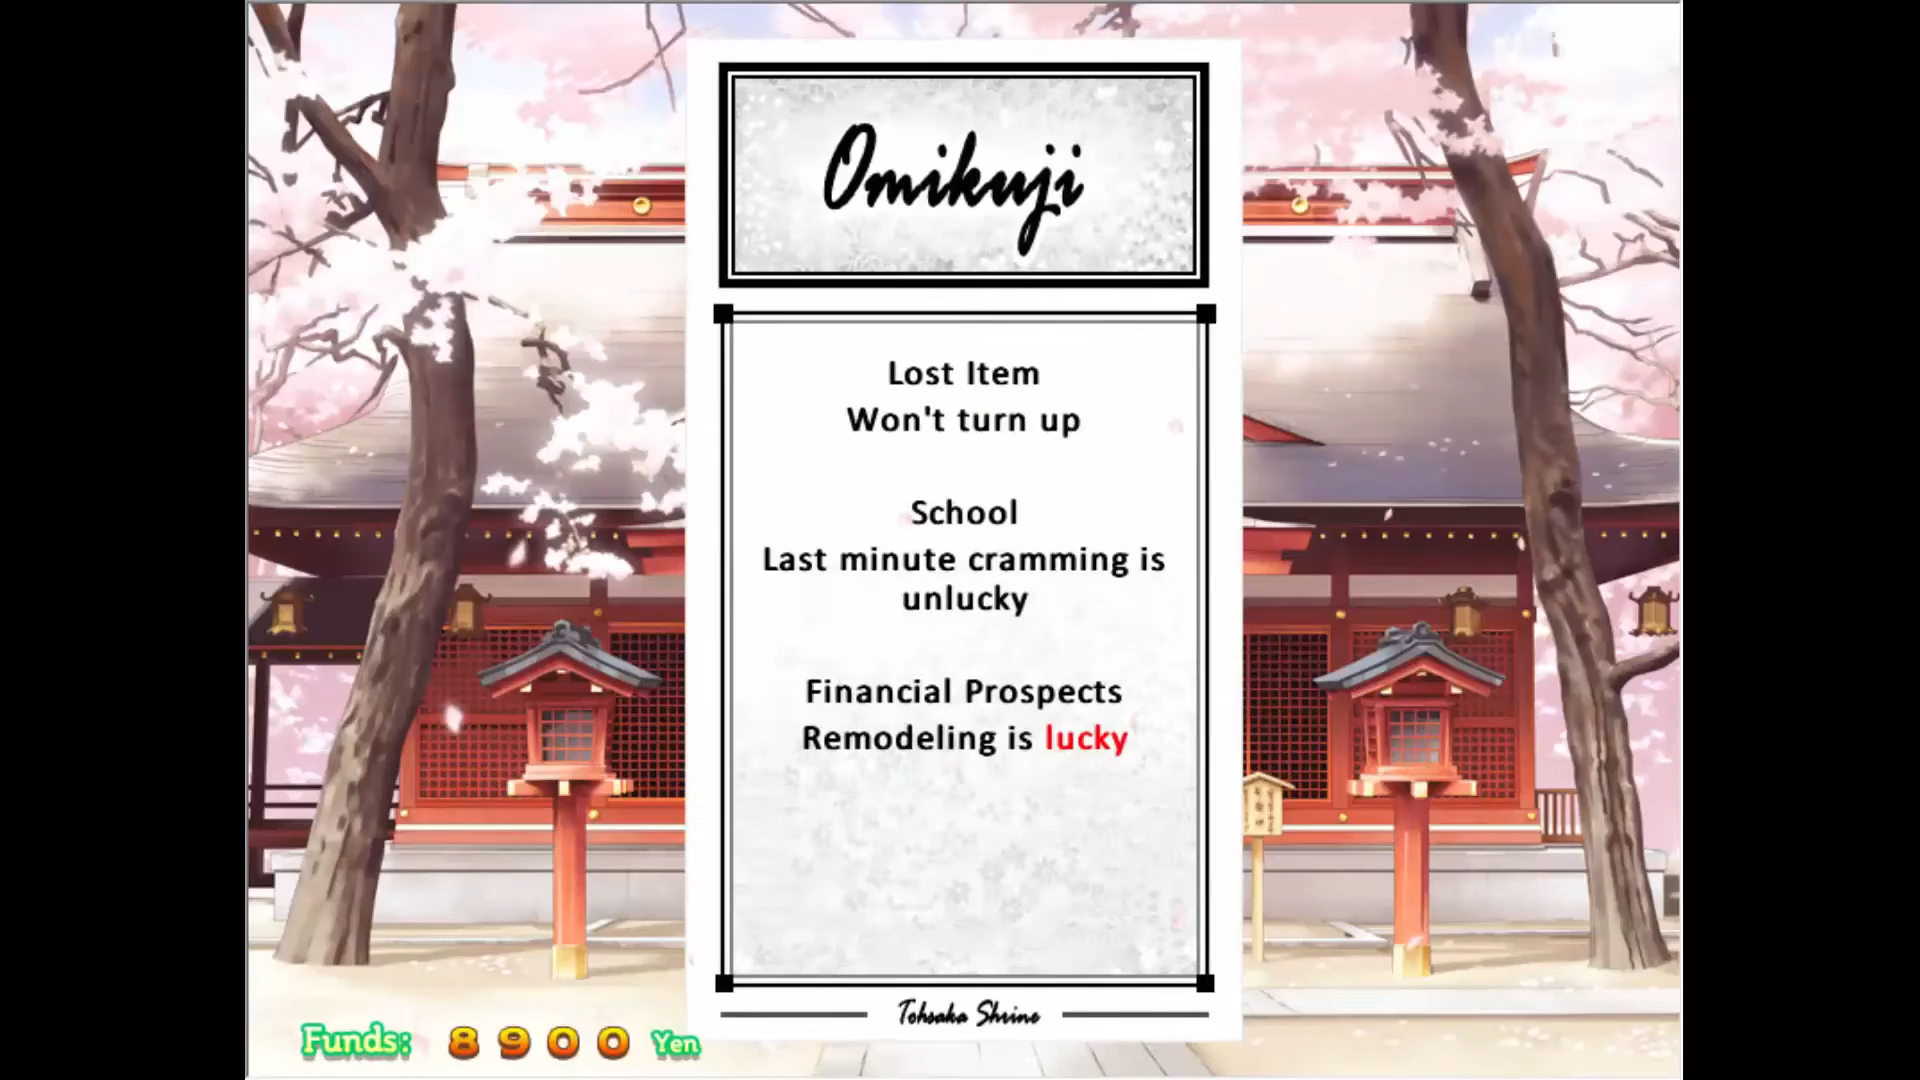 Omikuji
Lost Item
Won't turn up
School
Last minute cramming is
unlucky
Financial Prospects
Remodeling is lucky
Tohsaka Shrine
Funds: 8900 Yen